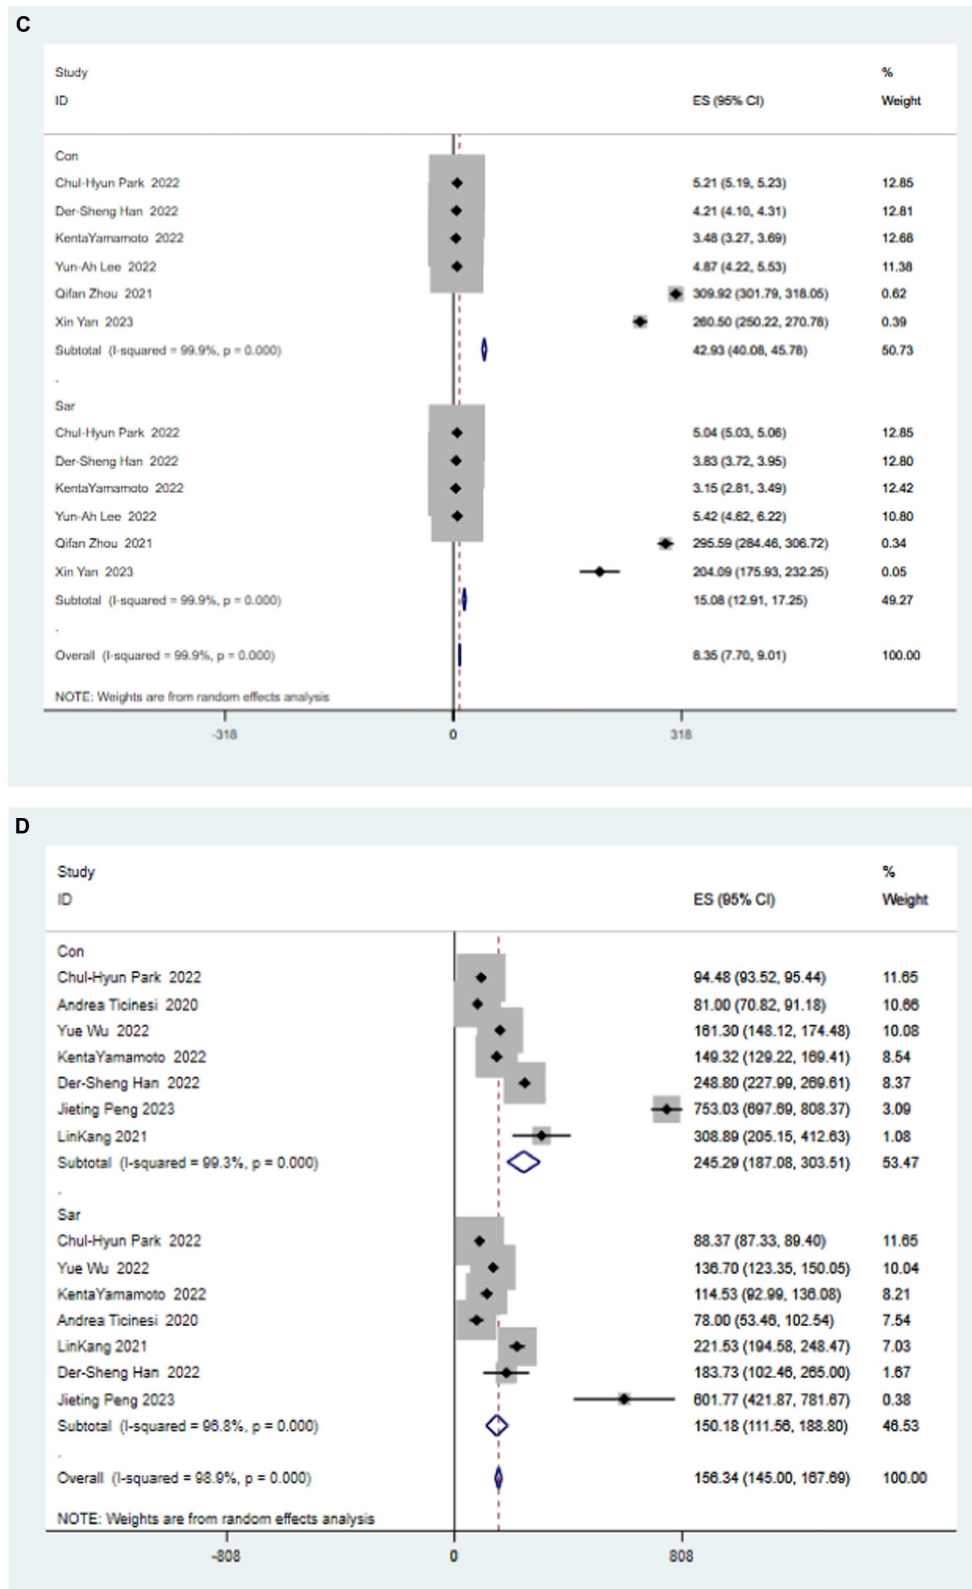 C
Study %
ID ES (95% CI) Weight
Con
Chul-Hyun Park 2022 5.21 (5.19, 5.23) 12.85
Der-Sheng Han 2022 4.21 (4.10, 4.31) 12.81
KentaYamamoto 2022 3.48 (3.27, 3.69) 12.68
Yun-Ah Lee 2022 4.87 (4.22, 5.53) 11.38
Qifan Zhou 2021 309.92 (301.79, 318.05) 0.62
Xin Yan 2023 260.50 (250.22, 270.78) 0.39
Subtotal (I-squared = 99.9%, p = 0.000) 42.93 (40.08, 45.78) 50.73
.
Sar
Chul-Hyun Park 2022 5.04 (5.03, 5.06) 12.85
Der-Sheng Han 2022 3.83 (3.72, 3.95) 12.80
KentaYamamoto 2022 3.15 (2.81, 3.49) 12.42
Yun-Ah Lee 2022 5.42 (4.62, 6.22) 10.80
Qifan Zhou 2021 295.59 (284.46, 306.72) 0.34
Xin Yan 2023 204.09 (175.93, 232.25) 0.05
Subtotal (I-squared = 99.9%, p = 0.000) 15.08 (12.91, 17.25) 49.27
.
Overall (I-squared = 99.9%, p = 0.000) 8.35 (7.70, 9.01) 100.00
NOTE: Weights are from random effects analysis
-318 0 318
D
Study %
ID ES (95% CI) Weight
Con
Chul-Hyun Park 2022 94.48 (93.52, 95.44) 11.65
Andrea Ticinesi 2020 81.00 (70.82, 91.18) 10.66
Yue Wu 2022 161.30 (148.12, 174.48) 10.08
KentaYamamoto 2022 149.32 (129.22, 169.41) 8.54
Der-Sheng Han 2022 248.80 (227.99, 269.61) 8.37
Jieting Peng 2023 753.03 (697.69, 808.37) 3.09
LinKang 2021 308.89 (205.15, 412.63) 1.08
Subtotal (I-squared = 99.3%, p = 0.000) 245.29 (187.08, 303.51) 53.47
.
Sar
Chul-Hyun Park 2022 88.37 (87.33, 89.40) 11.65
Yue Wu 2022 136.70 (123.35, 150.05) 10.04
KentaYamamoto 2022 114.53 (92.99, 136.08) 8.21
Andrea Ticinesi 2020 78.00 (53.46, 102.54) 7.54
LinKang 2021 221.53 (194.58, 248.47) 7.03
Der-Sheng Han 2022 183.73 (102.46, 265.00) 1.67
Jieting Peng 2023 601.77 (421.87, 781.67) 0.38
Subtotal (I-squared = 96.8%, p = 0.000) 150.18 (111.56, 188.80) 46.53
.
Overall (I-squared = 98.9%, p = 0.000) 156.34 (145.00, 167.69) 100.00
NOTE: Weights are from random effects analysis
-808 0 808